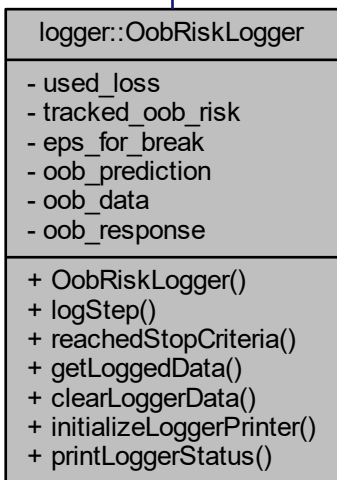 logger::OobRiskLogger
- used_loss
- tracked_oob_risk
- eps_for_break
- oob_prediction
- oob_data
- oob_response
+ OobRiskLogger()
+ logStep()
+ reachedStopCriteria()
+ getLoggedData()
+ clearLoggerData()
+ initializeLoggerPrinter()
+ printLoggerStatus()